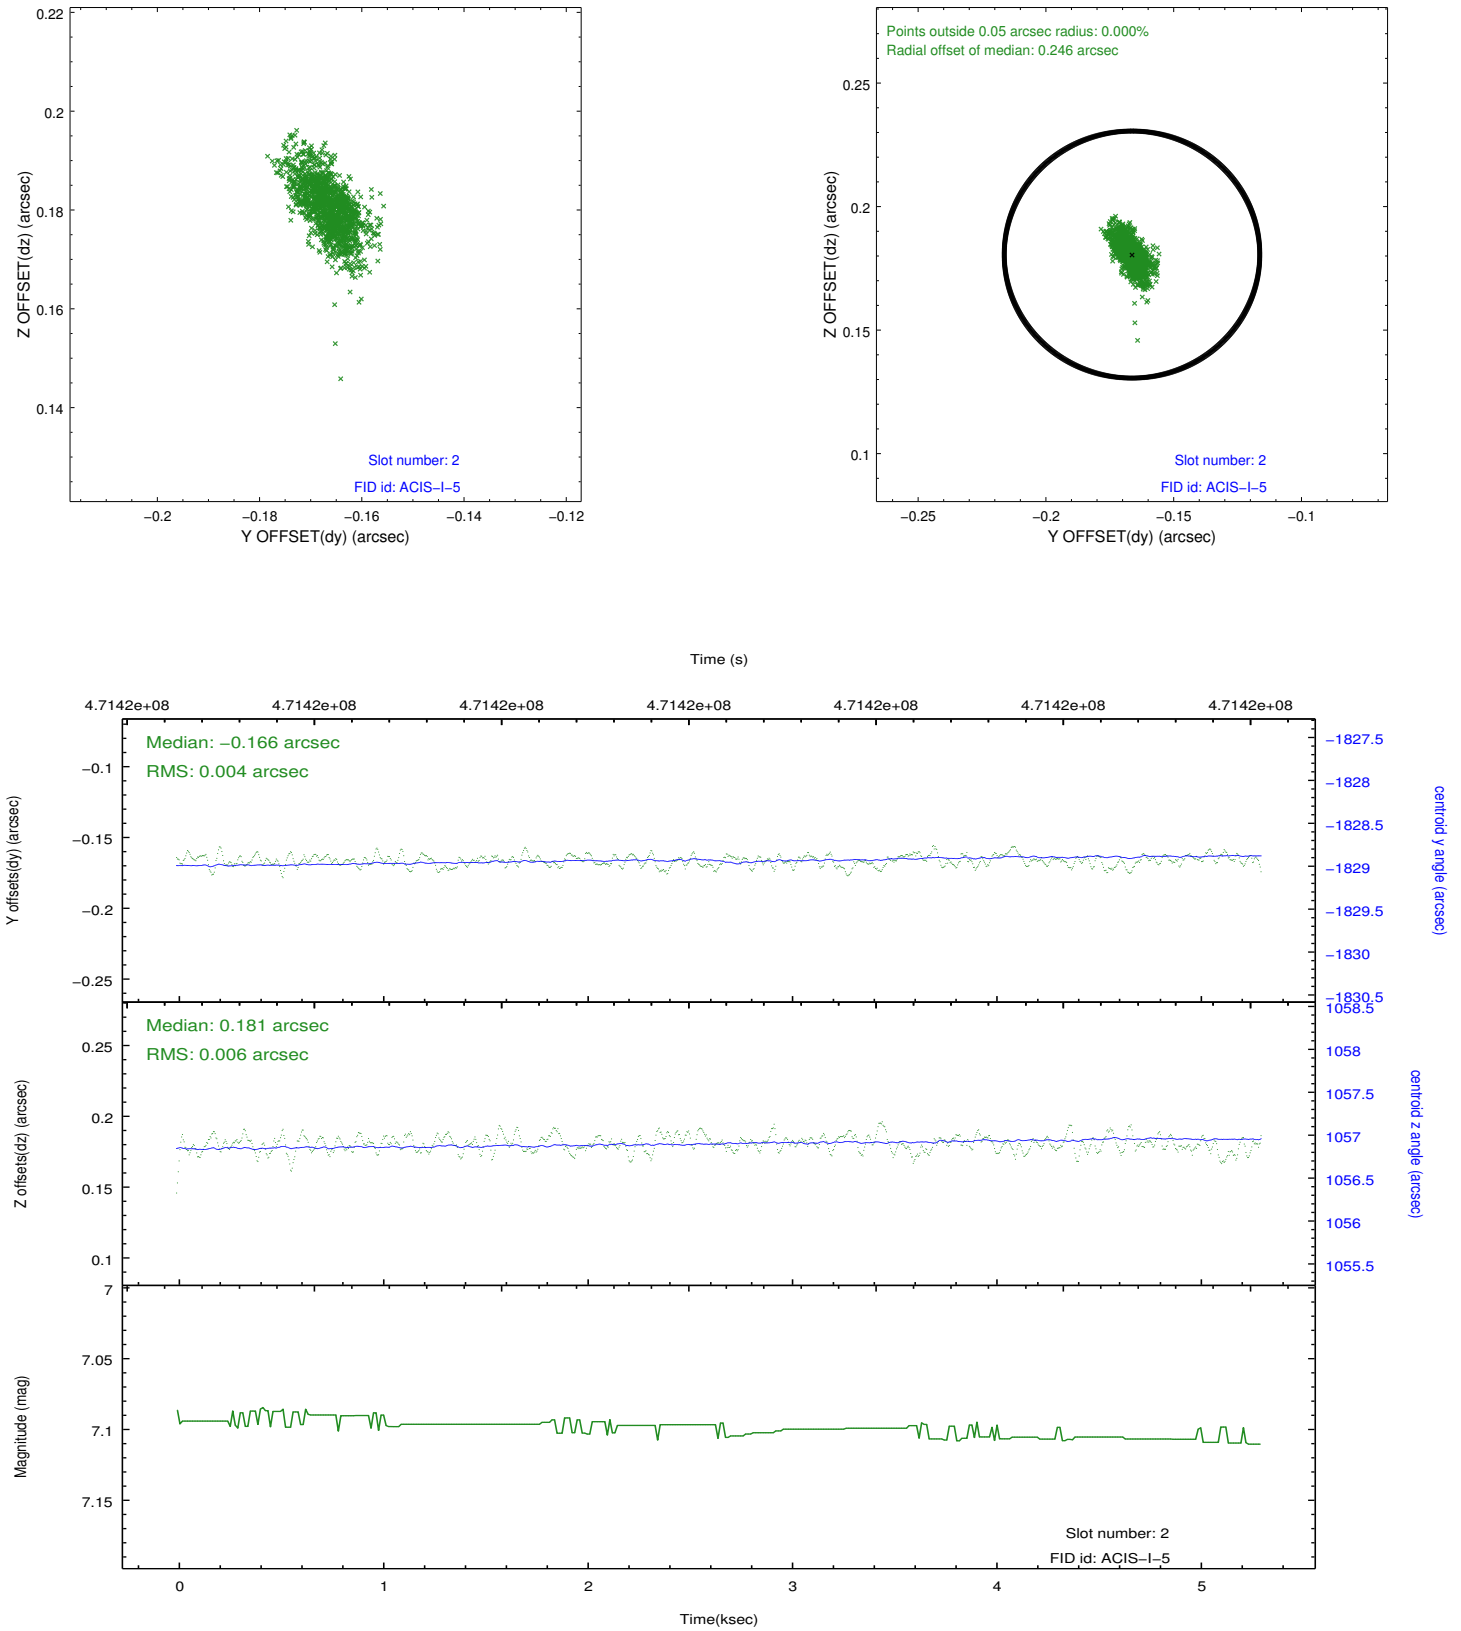 0.22
0.2
0.18
0.16
0.14
Z OFFSET(dz) (arcsec)
Slot number: 2
FID id: ACIS−I−5
−0.2 −0.18 −0.16 −0.14 −0.12
Y OFFSET(dy) (arcsec)
Points outside 0.05 arcsec radius: 0.000%
Radial offset of median: 0.246 arcsec
0.25
0.2
0.15
0.1
Z OFFSET(dz) (arcsec)
Slot number: 2
FID id: ACIS−I−5
−0.25 −0.2 −0.15 −0.1
Y OFFSET(dy) (arcsec)
Time (s)
4.7142e+08 4.7142e+08 4.7142e+08 4.7142e+08 4.7142e+08 4.7142e+08 4.7142e+08
Median: −0.166 arcsec
RMS: 0.004 arcsec
−0.1
−0.15
−0.2
−0.25
Y offsets(dy) (arcsec)
−1827.5
−1828
−1828.5
−1829
−1829.5
−1830
−1830.5
centroid y angle (arcsec)
Median: 0.181 arcsec
RMS: 0.006 arcsec
0.25
0.2
0.15
0.1
Z offsets(dz) (arcsec)
1058.5
1058
1057.5
1057
1056.5
1056
1055.5
centroid z angle (arcsec)
7
7.05
7.1
7.15
Magnitude (mag)
Slot number: 2
FID id: ACIS−I−5
0 1 2 3 4 5
Time(ksec)